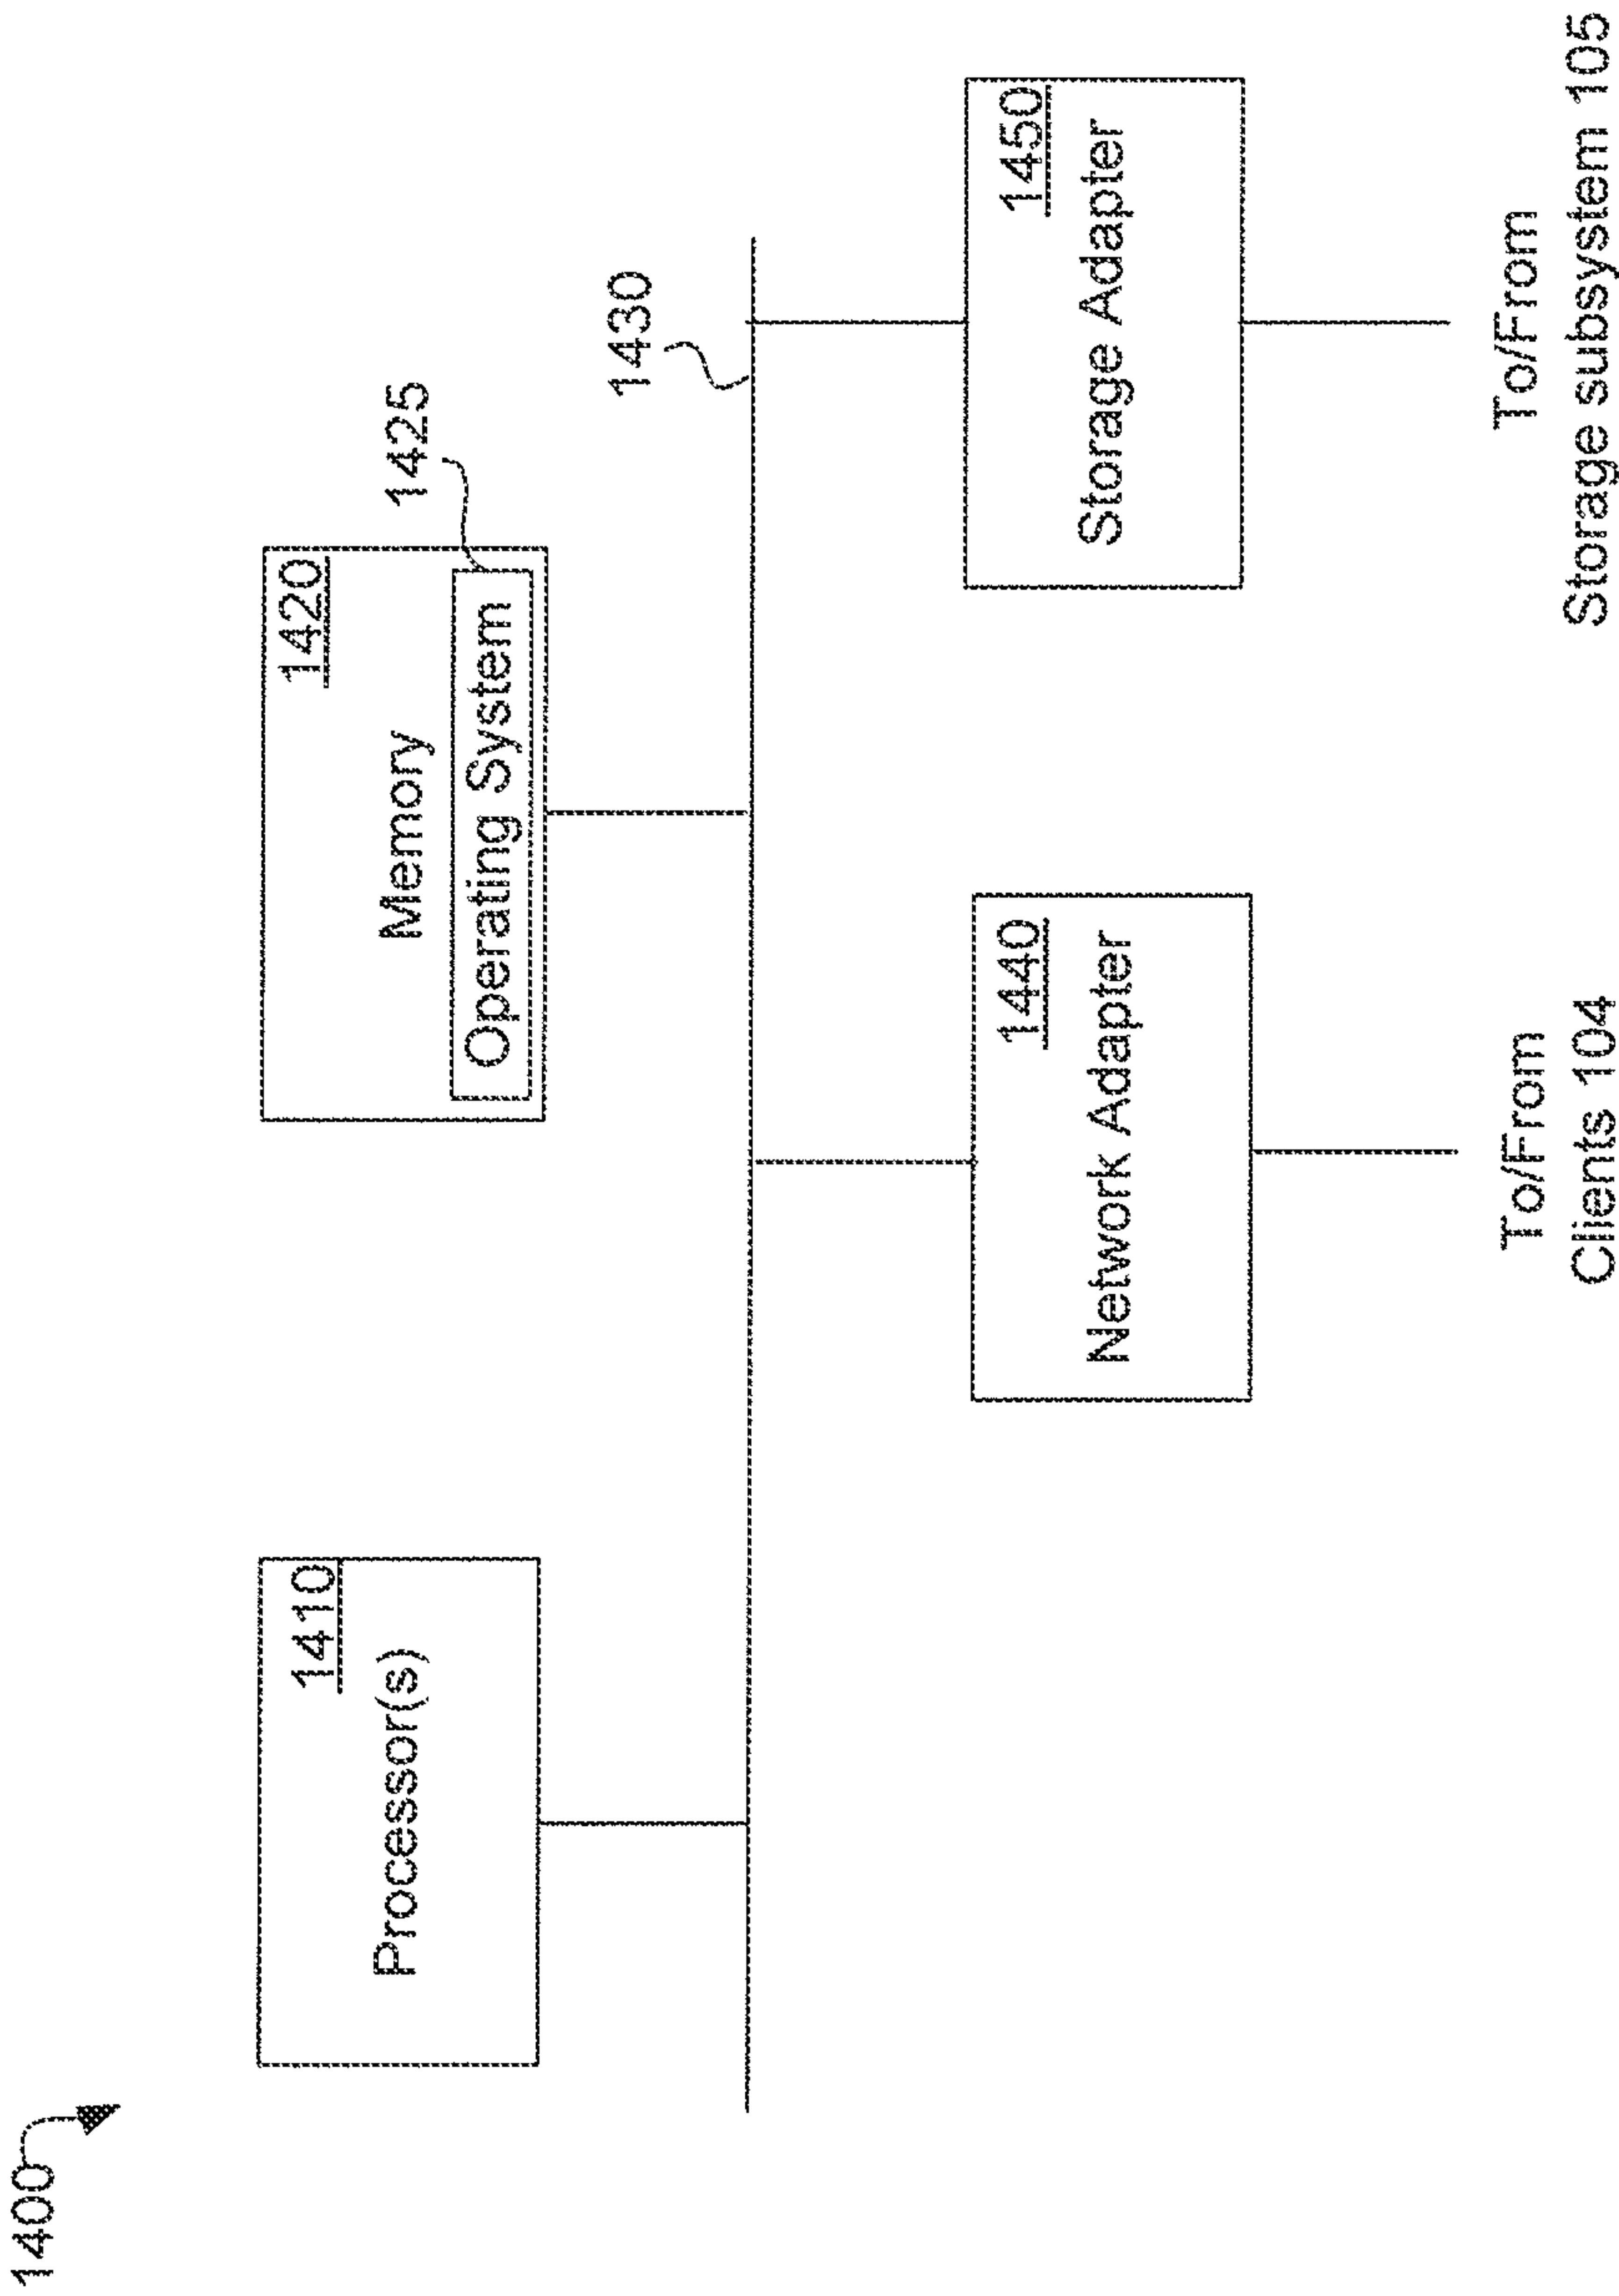 1400
1410
Processor(s)
1420
Memory
Operating System
1425
1430
1440
Network Adapter
To/From
Clients 104
1450
Storage Adapter
To/From
Storage subsystem 105